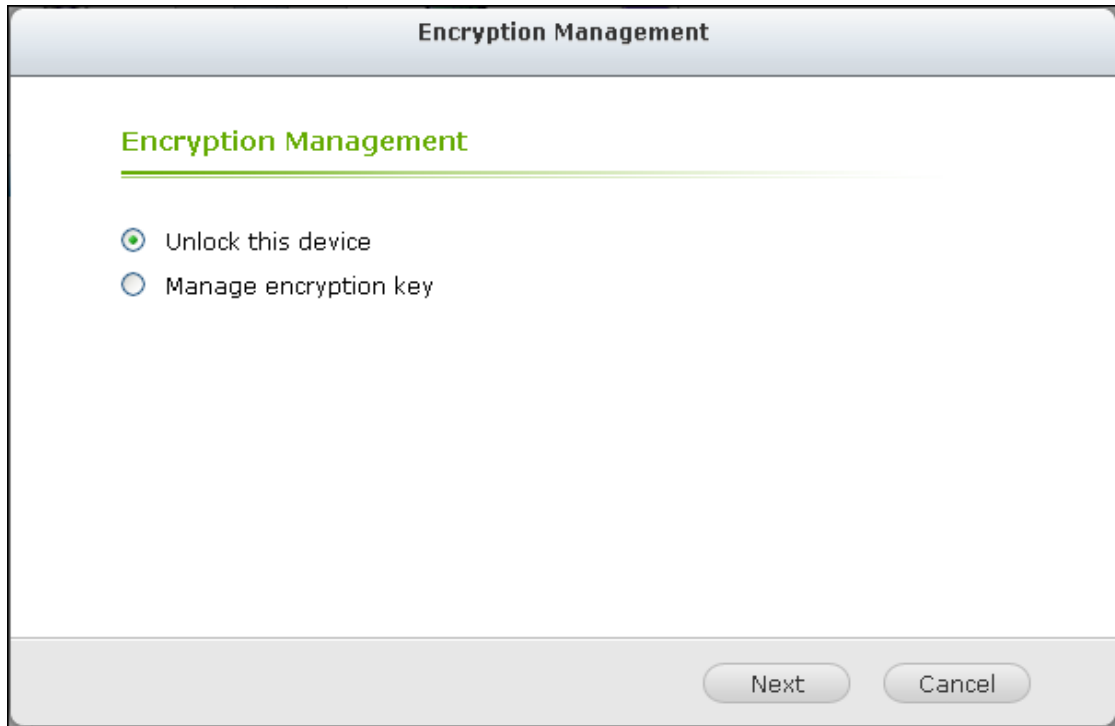 Encryption Management
Encryption Management
Unlock this device
Manage encryption key
Next Cancel